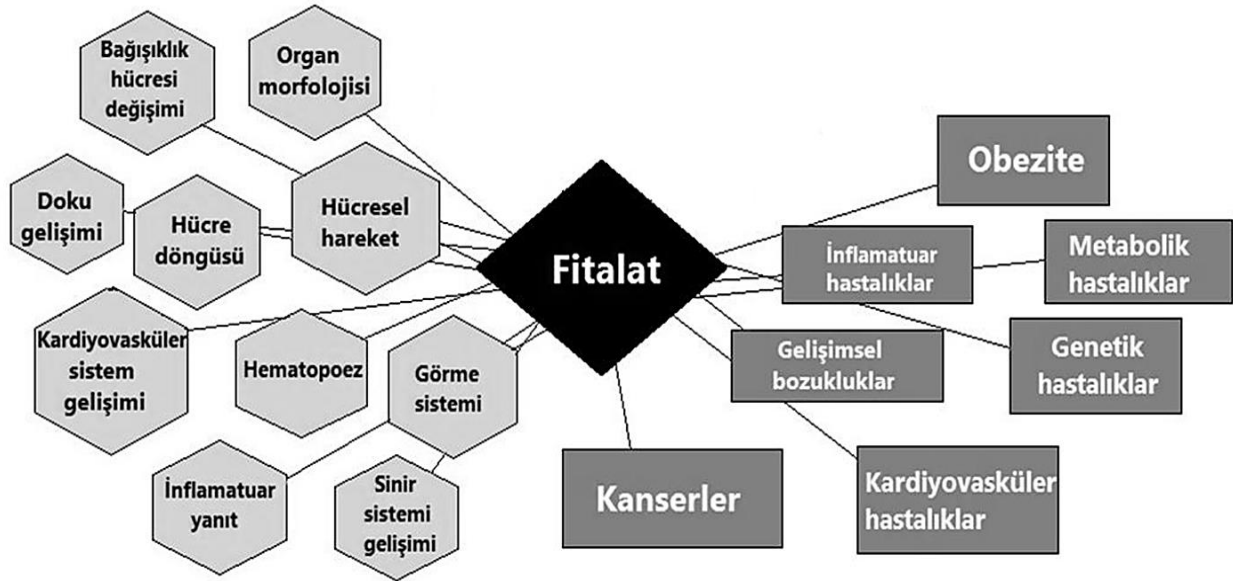 Bağışıklık
hücresi
değişimi
Organ
morfolojisi
Doku
gelişimi
Hücre
döngüsü
Hücresel
hareket
Kardiyovasküler
sistem
gelişimi
Hematopoez
Görme
sistemi
İnflamatuar
yanıt
Sinir
sistemi
gelişimi
Fitalat
Obezite
İnflamatuar
hastalıklar
Metabolik
hastalıklar
Gelişimsel
bozukluklar
Genetik
hastalıklar
Kanserler
Kardiyovasküler
hastalıklar